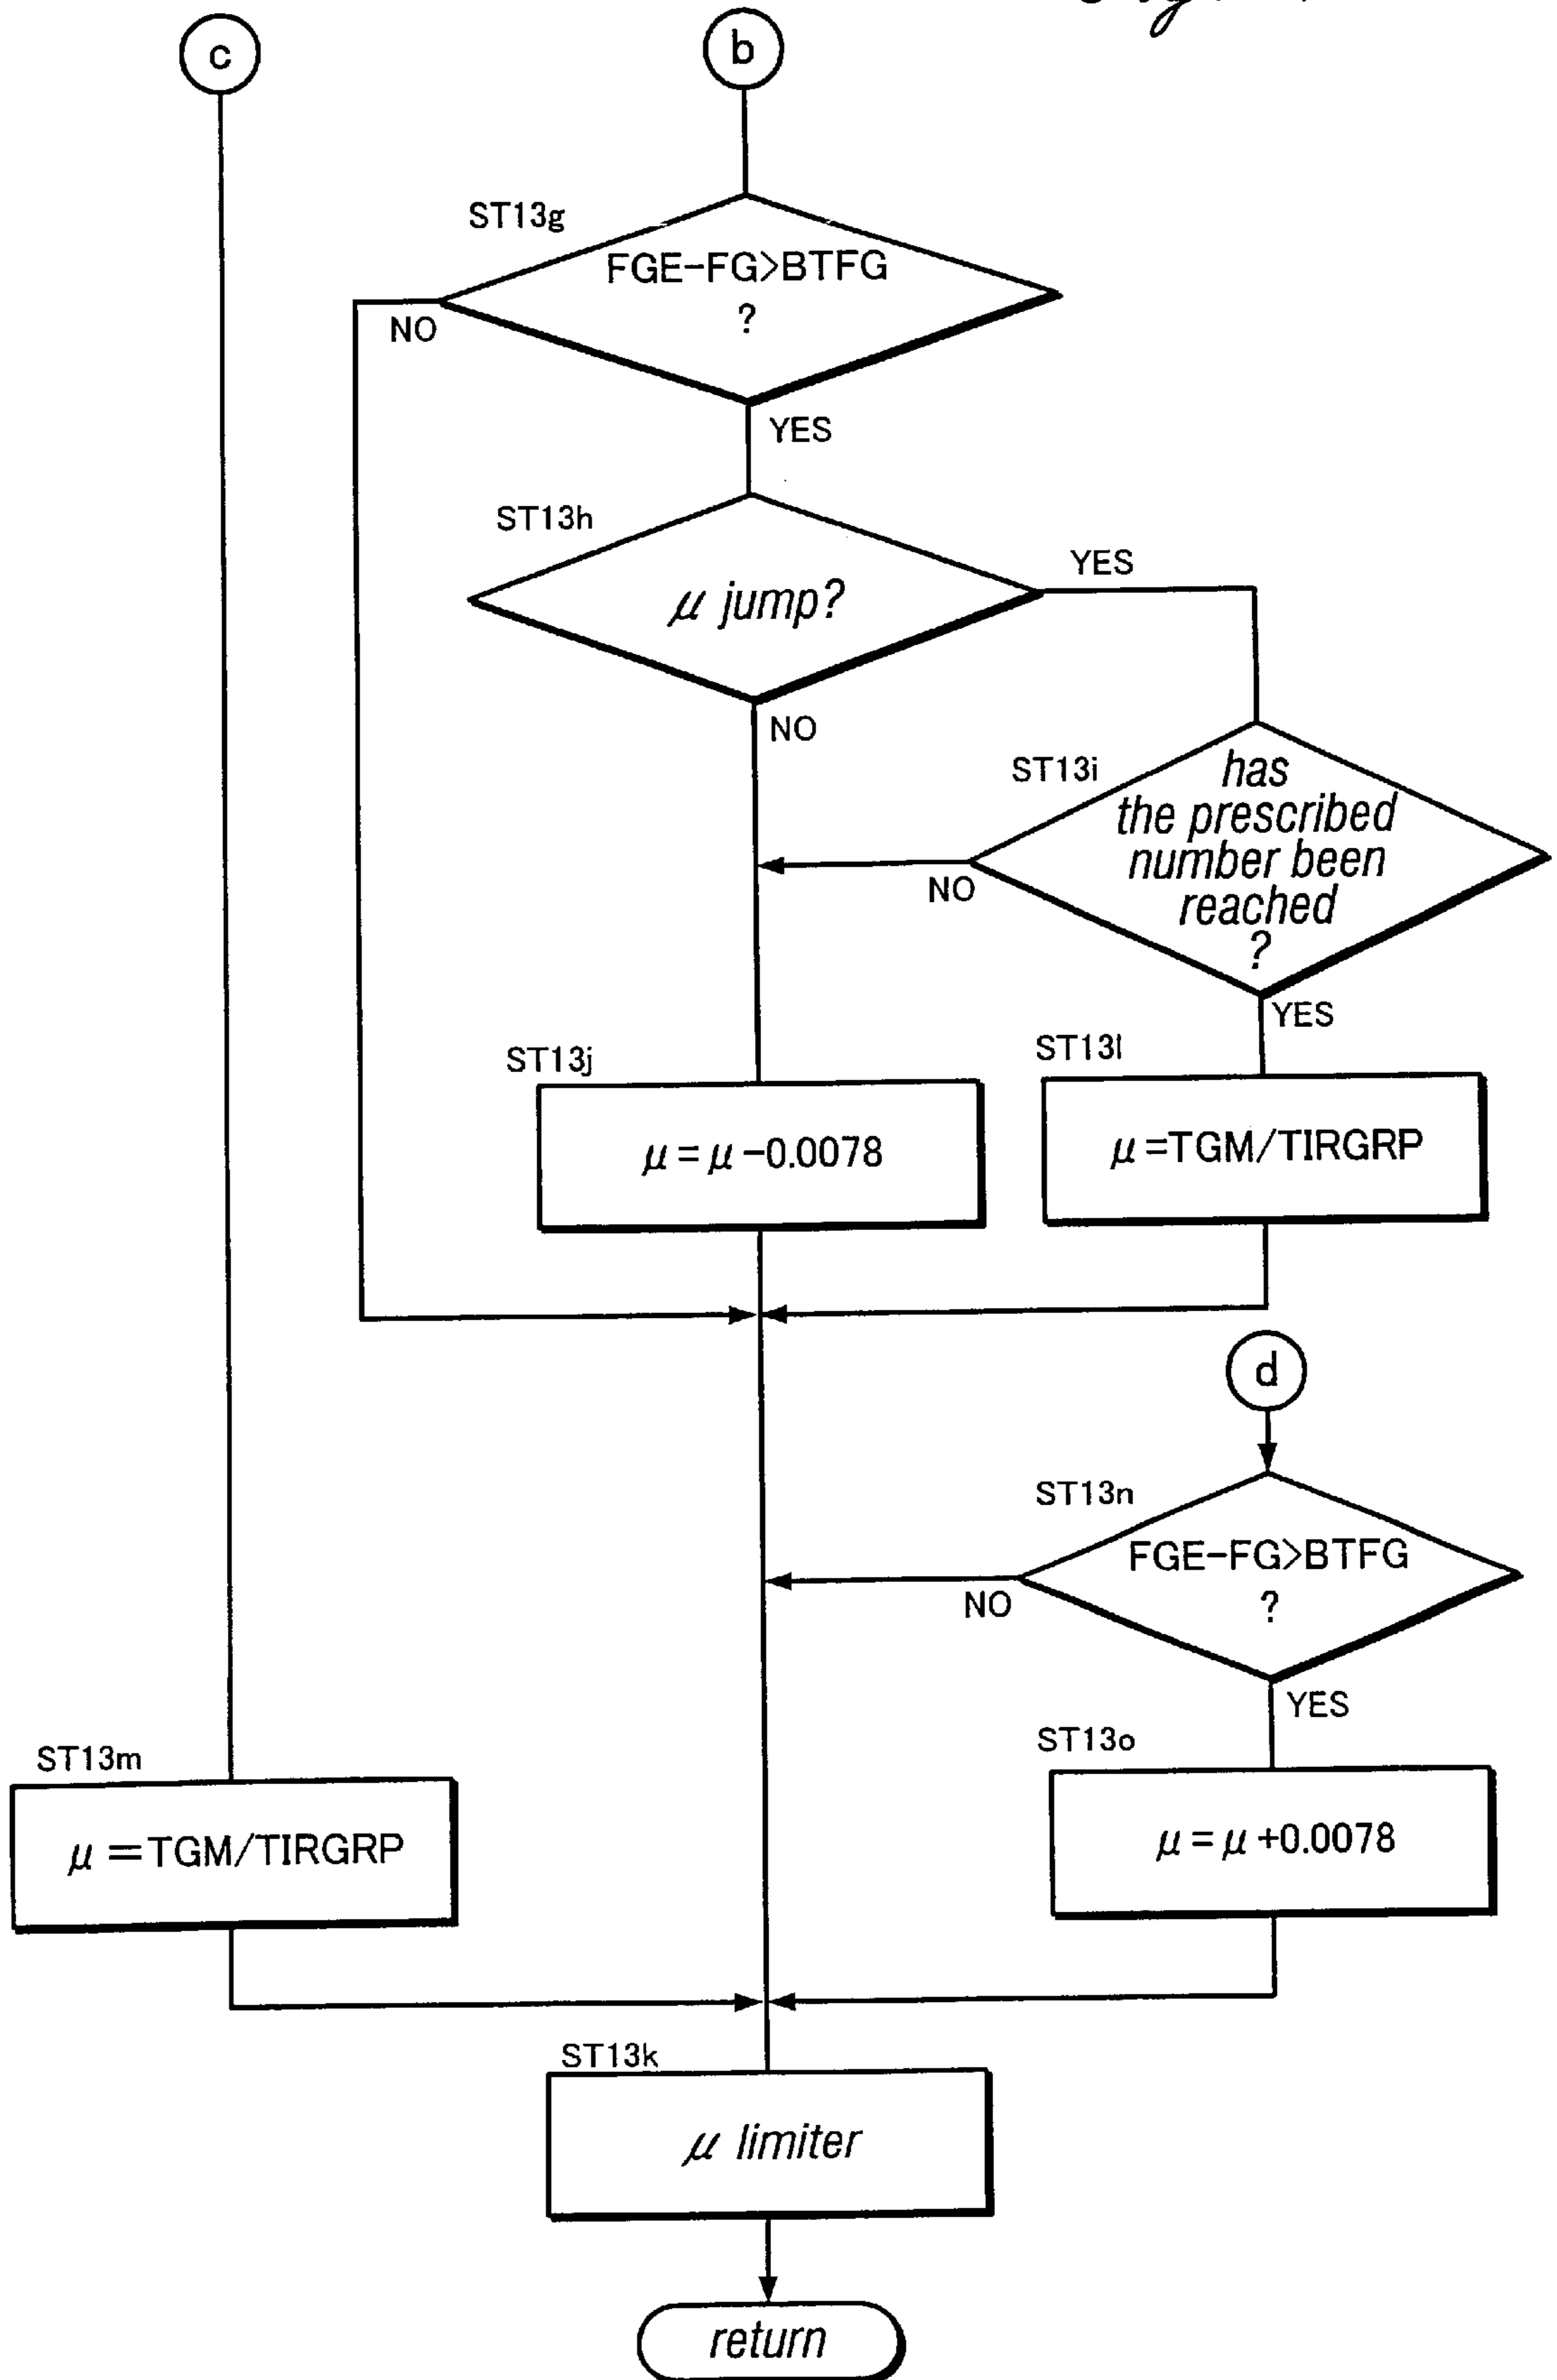 c
b
ST13g
FGE-FG>BTFG
?
NO
YES
ST13h
μ jump?
YES
NO
ST13i
has
the prescribed
number been
reached
?
NO
YES
ST13j
μ=μ-0.0078
ST13l
μ=TGM/TIRGRP
d
ST13n
FGE-FG>BTFG
?
NO
YES
ST13m
μ=TGM/TIRGRP
ST13o
μ=μ+0.0078
ST13k
μ limiter
return